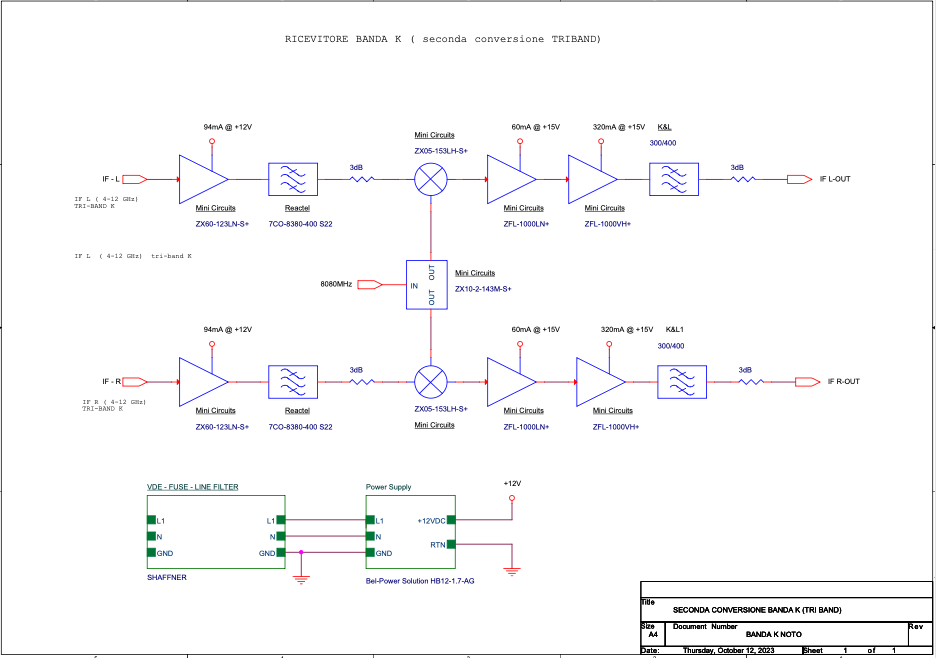 RICEVITORE BANDA K ( seconda conversione TRIBAND)
94mA @ +12V
Mini Circuits
ZX05-153LH-S+
60mA @ +15V
320mA @ +15V
K&L
300/400
IF - L
3dB
3dB
IF L-OUT
IF L ( 4-12 GHz)
TRI-BAND K
Mini Circuits
ZX60-123LN-S+
Reactel
7CO-8380-400 S22
Mini Circuits
ZFL-1000LN+
Mini Circuits
ZFL-1000VH+
IF L ( 4-12 GHz) tri-band K
8080MHz
IN
OUT
OUT
Mini Circuits
ZX10-2-143M-S+
94mA @ +12V
60mA @ +15V
320mA @ +15V
K&L1
300/400
IF - R
3dB
3dB
IF R-OUT
IF R ( 4-12 GHz)
TRI-BAND K
Mini Circuits
ZX60-123LN-S+
Reactel
7CO-8380-400 S22
ZX05-153LH-S+
Mini Circuits
Mini Circuits
ZFL-1000LN+
Mini Circuits
ZFL-1000VH+
VDE - FUSE - LINE FILTER
L1
N
GND
L1
N
GND
SHAFFNER
Power Supply
L1
N
GND
+12VDC
RTN
+12V
Bel-Power Solution HB12-1.7-AG
Title
SECONDA CONVERSIONE BANDA K (TRI BAND)
Size
A4
Document Number
BANDA K NOTO
Rev
Date: Thursday, October 12, 2023 Sheet 1 of 1